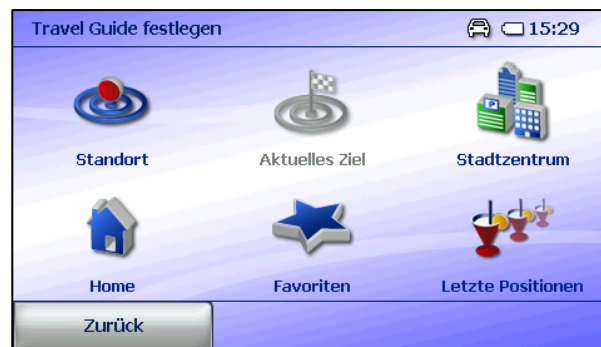 Travel Guide festlegen 15:29
Standort Aktuelles Ziel Stadtzentrum
P
Home Favoriten Letzte Positionen
Zurück